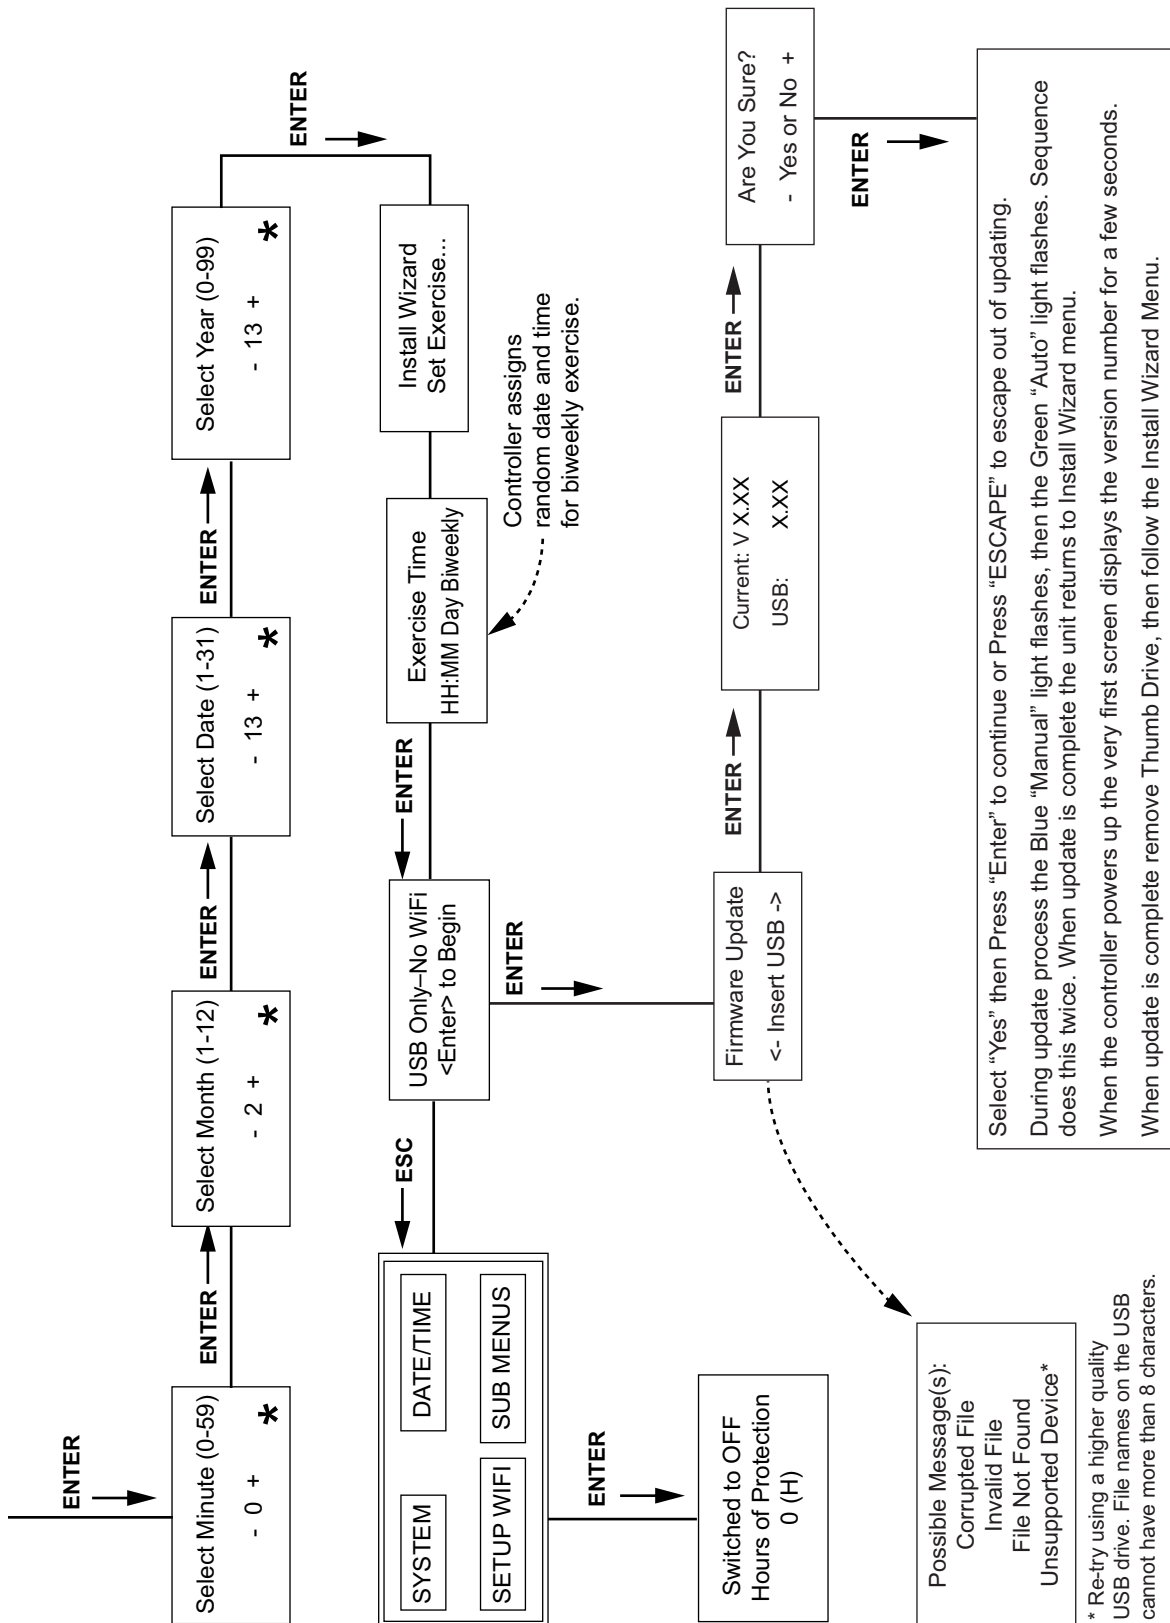 ENTER
Select Minute (0-59)
- 0 +
*
ENTER
Select Month (1-12)
- 2 +
*
ENTER
Select Date (1-31)
- 13 +
*
ENTER
Select Year (0-99)
- 13 +
*
ENTER
Install Wizard
Set Exercise...
Exercise Time
HH:MM Day Biweekly
Controller assigns
random date and time
for biweekly exercise.
ENTER
USB Only–No WiFi
<Enter> to Begin
ESC
SYSTEM
DATE/TIME
SETUP WIFI
SUB MENUS
ENTER
Switched to OFF
Hours of Protection
0 (H)
ENTER
Firmware Update
<- Insert USB ->
ENTER
Current: V X.XX
USB: X.XX
ENTER
Are You Sure?
- Yes or No +
ENTER
Possible Message(s):
Corrupted File
Invalid File
File Not Found
Unsupported Device*
* Re-try using a higher quality
USB drive. File names on the USB
cannot have more than 8 characters.
Select “Yes” then Press “Enter” to continue or Press “ESCAPE” to escape out of updating.
During update process the Blue “Manual” light flashes, then the Green “Auto” light flashes. Sequence
does this twice. When update is complete the unit returns to Install Wizard menu.
When the controller powers up the very first screen displays the version number for a few seconds.
When update is complete remove Thumb Drive, then follow the Install Wizard Menu.